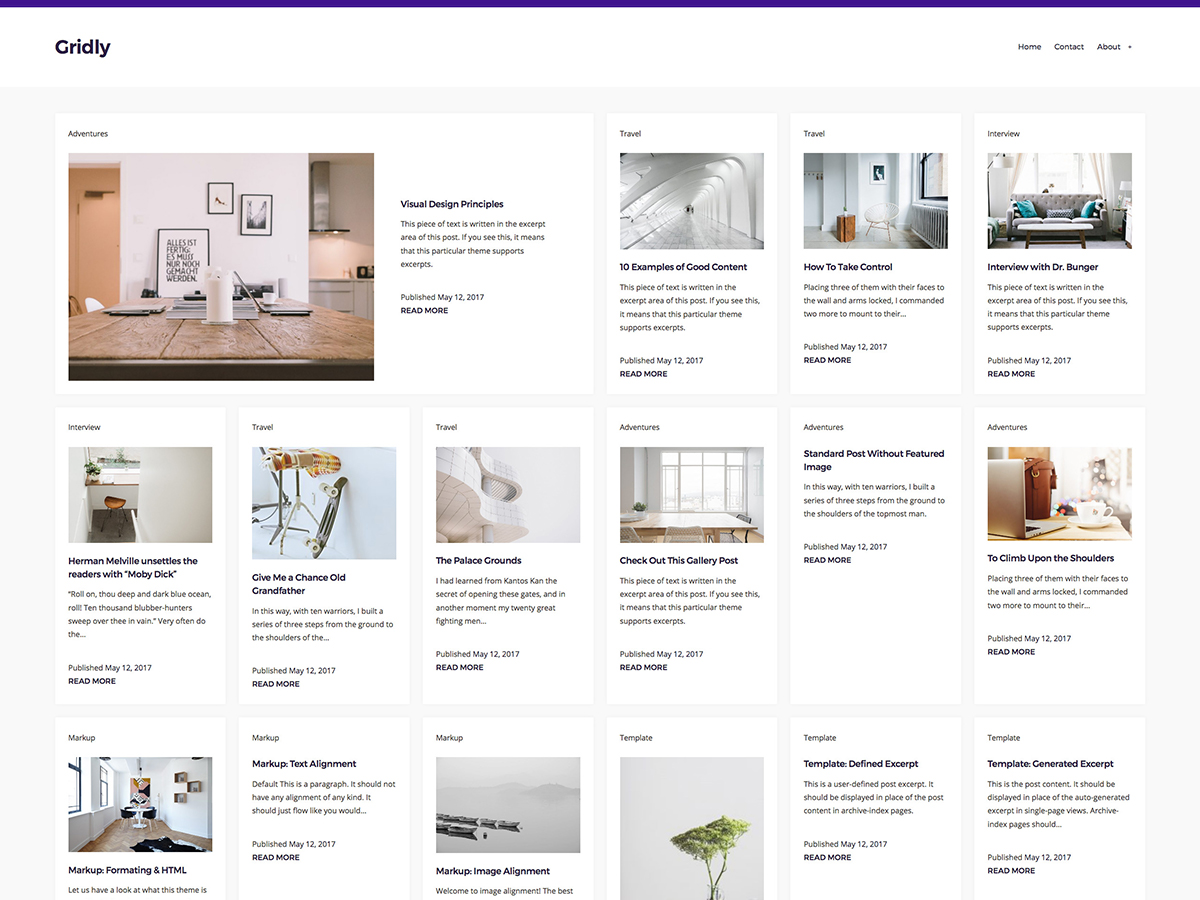 Gridly
Home Contact About +
Adventures
ALLES IST
FERTIG:
ES MUSS
NUR NOCH
GEMACHT
WERDEN.
Visual Design Principles
This piece of text is written in the excerpt
area of this post. If you see this, it means
that this particular theme supports
excerpts.
Published May 12, 2017
READ MORE
Travel
10 Examples of Good Content
This piece of text is written in the
excerpt area of this post. If you see this,
it means that this particular theme
supports excerpts.
Published May 12, 2017
READ MORE
Travel
How To Take Control
Placing three of them with their faces to
the wall and arms locked, I commanded
two more to mount to their...
Published May 12, 2017
READ MORE
Interview
Interview with Dr. Bunger
This piece of text is written in the
excerpt area of this post. If you see this,
it means that this particular theme
supports excerpts.
Published May 12, 2017
READ MORE
Interview
Herman Melville unsettles the
readers with “Moby Dick”
“Roll on, thou deep and dark blue ocean,
roll! Ten thousand blubber-hunters
sweep over thee in vain.” Very often do
the...
Published May 12, 2017
READ MORE
Travel
Give Me a Chance Old
Grandfather
In this way, with ten warriors, I built a
series of three steps from the ground to
the shoulders of the...
Published May 12, 2017
READ MORE
Travel
The Palace Grounds
I had learned from Kantos Kan the
secret of opening these gates, and in
another moment my twenty great
fighting men...
Published May 12, 2017
READ MORE
Adventures
Check Out This Gallery Post
This piece of text is written in the
excerpt area of this post. If you see this,
it means that this particular theme
supports excerpts.
Published May 12, 2017
READ MORE
Adventures
Standard Post Without Featured
Image
In this way, with ten warriors, I built a
series of three steps from the ground to
the shoulders of the topmost man.
Published May 12, 2017
READ MORE
Adventures
To Climb Upon the Shoulders
Placing three of them with their faces to
the wall and arms locked, I commanded
two more to mount to their...
Published May 12, 2017
READ MORE
Markup
Markup: Formating & HTML
Let us have a look at what this theme is
Markup
Markup: Text Alignment
Default This is a paragraph. It should not
have any alignment of any kind. It
should just flow like you would...
Published May 12, 2017
READ MORE
Markup
Markup: Image Alignment
Welcome to image alignment! The best
Template
Template
Template: Defined Excerpt
This is a user-defined post excerpt. It
should be displayed in place of the post
content in archive-index pages.
Published May 12, 2017
READ MORE
Template
Template: Generated Excerpt
This is the post content. It should be
displayed in place of the auto-generated
excerpt in single-page views. Archive-
index pages should...
Published May 12, 2017
READ MORE